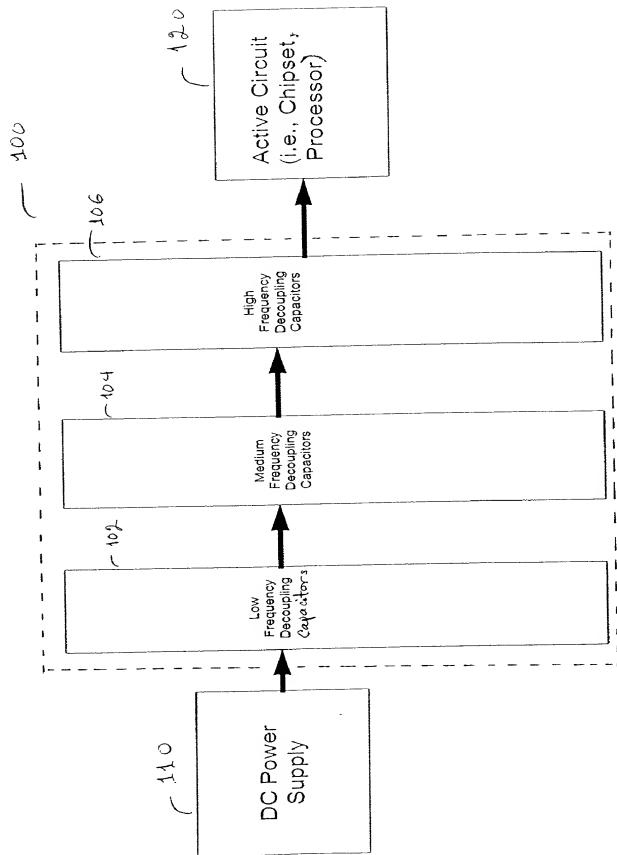 100
110
DC Power
Supply
102
Low
Frequency
Decoupling
Capacitors
104
Medium
Frequency
Decoupling
Capacitors
106
High
Frequency
Decoupling
Capacitors
120
Active Circuit
(i.e., Chipset,
Processor)